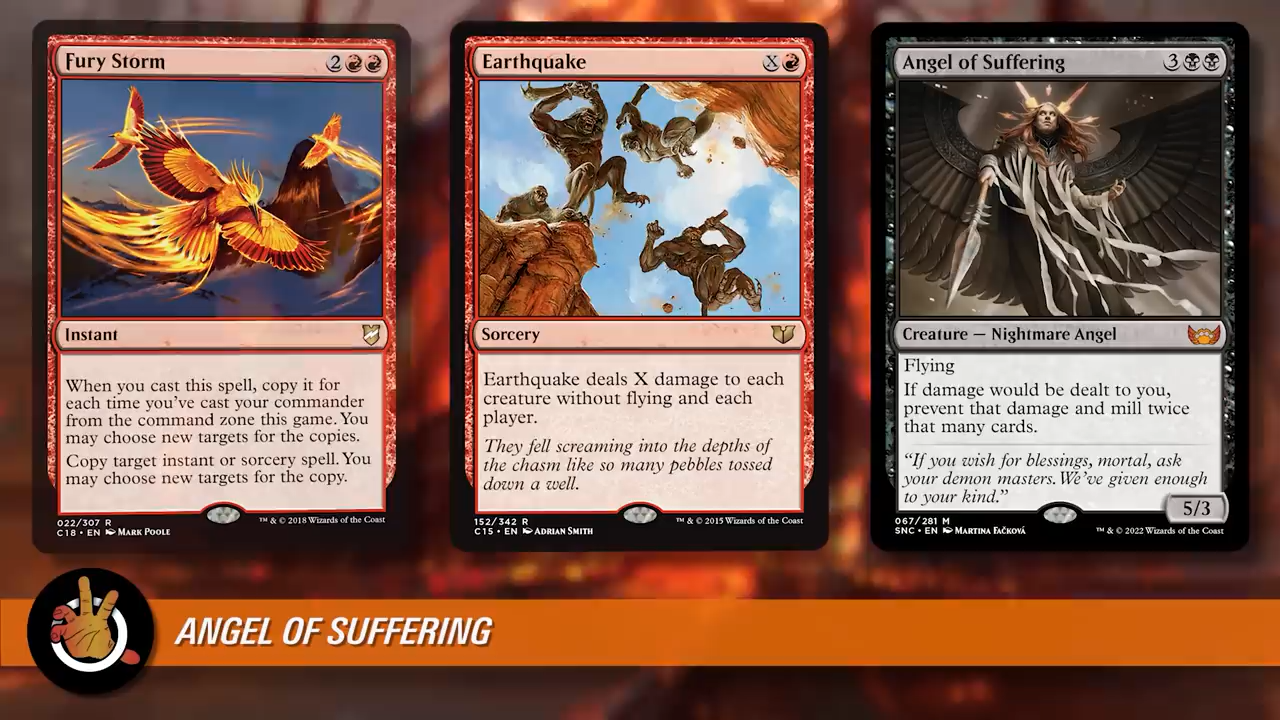 Fury Storm
2
Instant
When you cast this spell, copy it for
each time you've cast your commander
from the command zone this game. You
may choose new targets for the copies.
Copy target instant or sorcery spell. You
may choose new targets for the copy.
022/307 R
C18 • EN MARK POOLE
™ & © 2018 Wizards of the Coast
Earthquake
X
Sorcery
Earthquake deals X damage to each
creature without flying and each
player.
They fell screaming into the depths of
the chasm like so many pebbles tossed
down a well.
152/342 R
C15 • EN ADRIAN SMITH
™ & © 2015 Wizards of the Coast
Angel of Suffering
3
Creature — Nightmare Angel
Flying
If damage would be dealt to you,
prevent that damage and mill twice
that many cards.
"If you wish for blessings, mortal, ask
your demon masters. We've given enough
to your kind."
5/3
067/281 M
SNC • EN MARTINA FAČKOVÁ
™ & © 2022 Wizards of the Coast
ANGEL OF SUFFERING